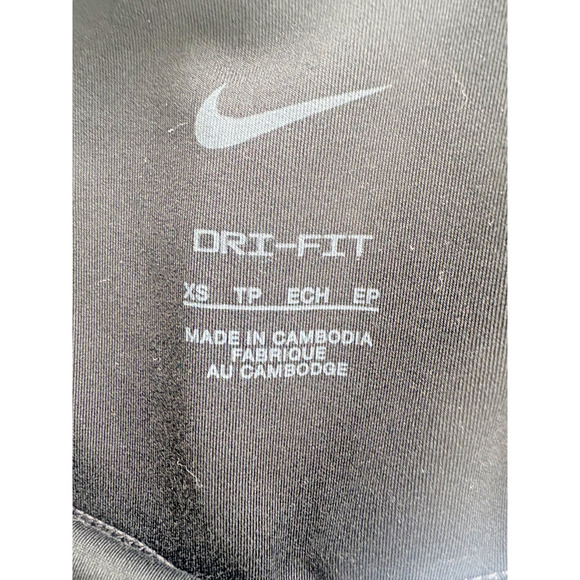 DRI-FIT
XS TP ECH EP
MADE IN CAMBODIA
FABRIQUE
AU CAMBODGE